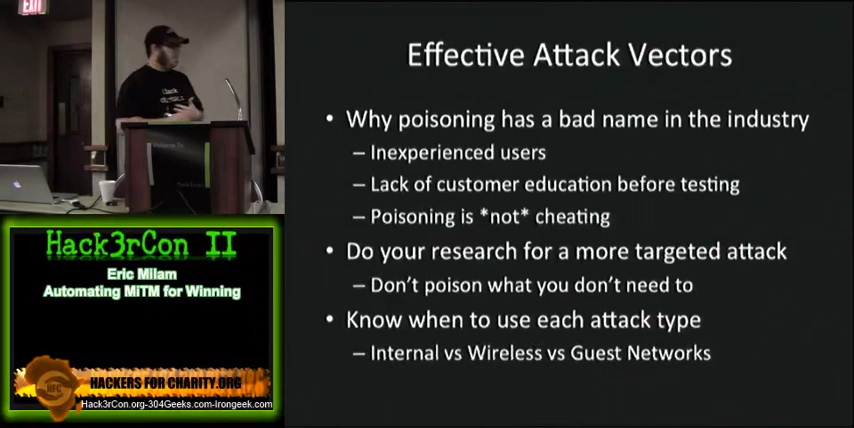 EXIT
Effective Attack Vectors
• Why poisoning has a bad name in the industry
– Inexperienced users
– Lack of customer education before testing
– Poisoning is *not* cheating
• Do your research for a more targeted attack
– Don't poison what you don't need to
• Know when to use each attack type
– Internal vs Wireless vs Guest Networks
Hack3rCon II
Eric Milam
Automating MiTM for Winning
HFC
HACKERS FOR CHARITY.ORG
Hack3rCon.org-304Geeks.com-Irongeek.com